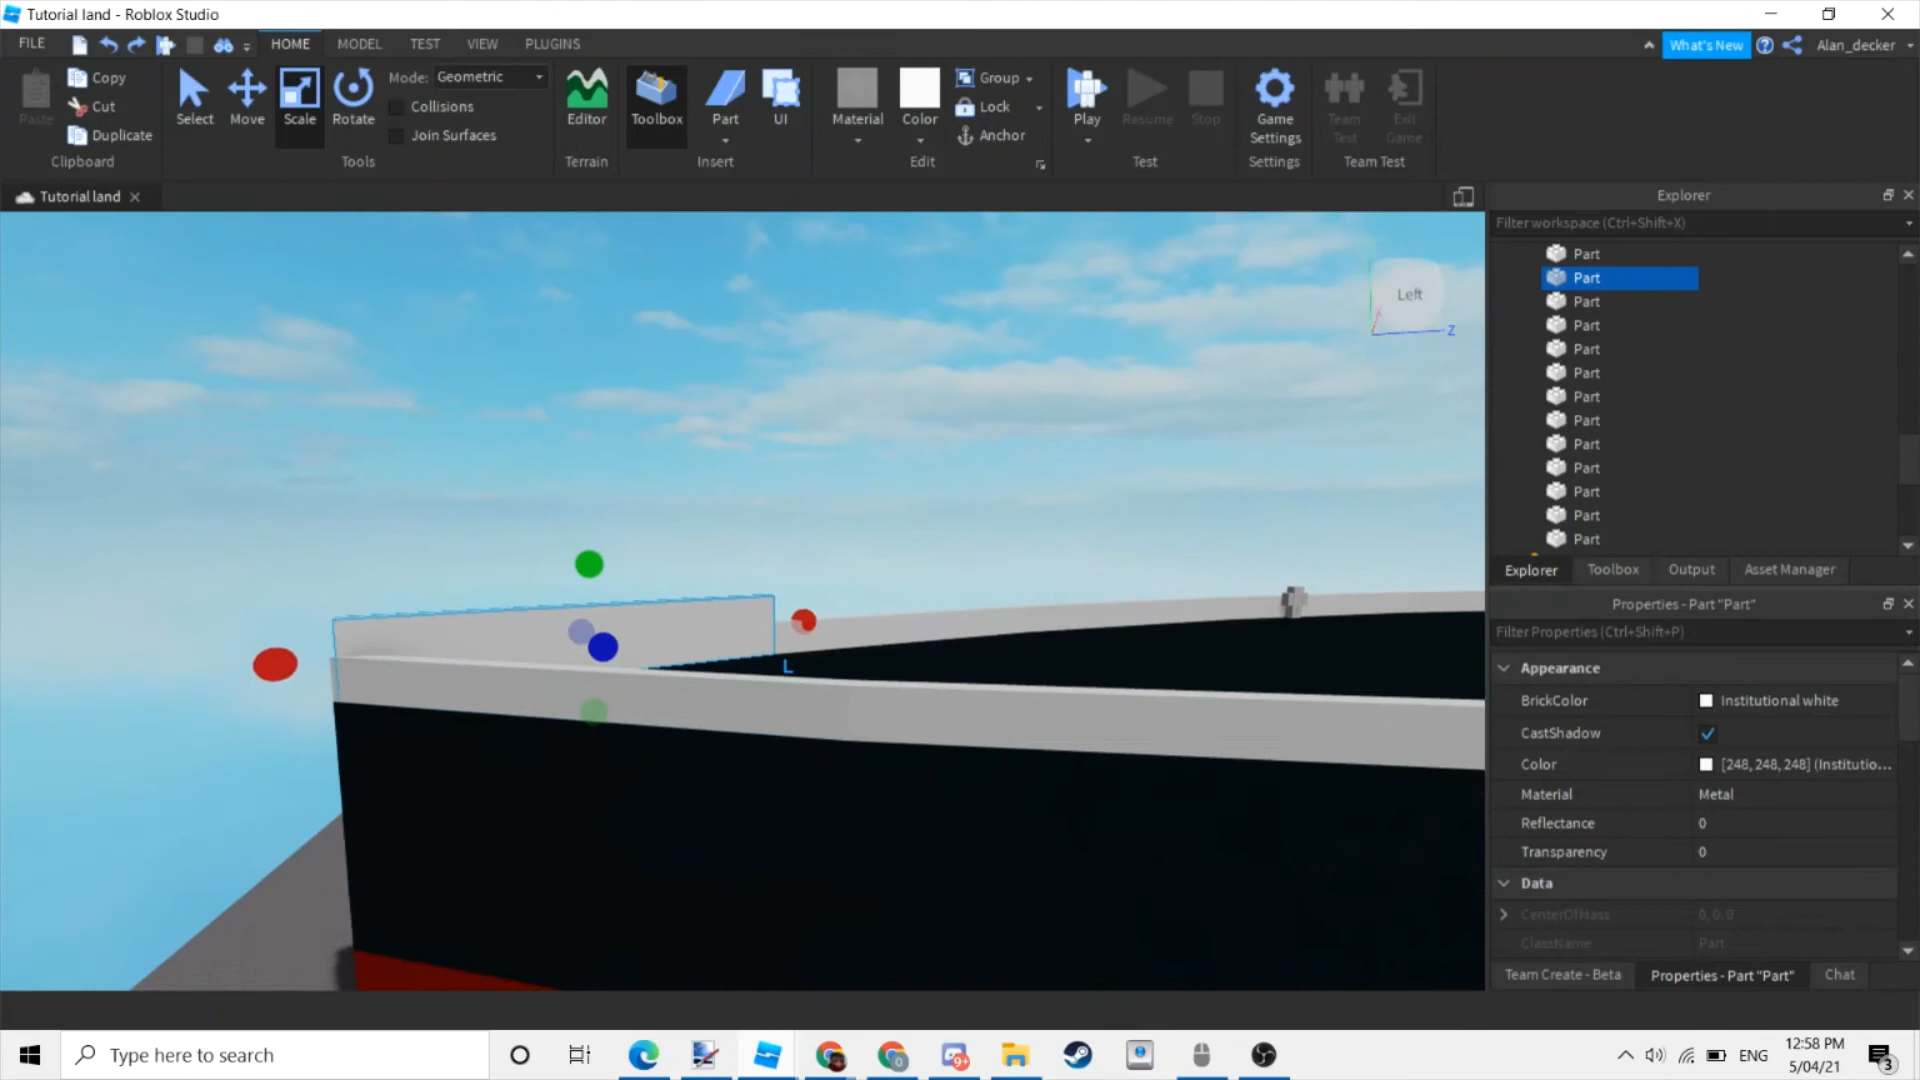 Tutorial land - Roblox Studio
FILE HOME MODEL TEST VIEW PLUGINS What's New Alan_decker
Paste Copy Cut Duplicate Clipboard
Select Move Scale Rotate Mode: Geometric Collisions Join Surfaces Tools
Editor Terrain
Toolbox Part UI Insert
Material Color Group Lock Anchor Edit
Play Resume Stop Test
Game Settings Settings
Team Test Exit Game Team Test
Tutorial land
Left
Z
L
Explorer
Filter workspace (Ctrl+Shift+X)
Part
Part
Part
Part
Part
Part
Part
Part
Part
Part
Part
Part
Part
Explorer Toolbox Output Asset Manager
Properties - Part "Part"
Filter Properties (Ctrl+Shift+P)
Appearance
BrickColor Institutional white
CastShadow
Color [248, 248, 248] (Institutio...
Material Metal
Reflectance 0
Transparency 0
Data
CenterOfMass 0, 0, 0
ClassName Part
Team Create - Beta Properties - Part "Part" Chat
Type here to search
9+
ENG
12:58 PM
5/04/21
3